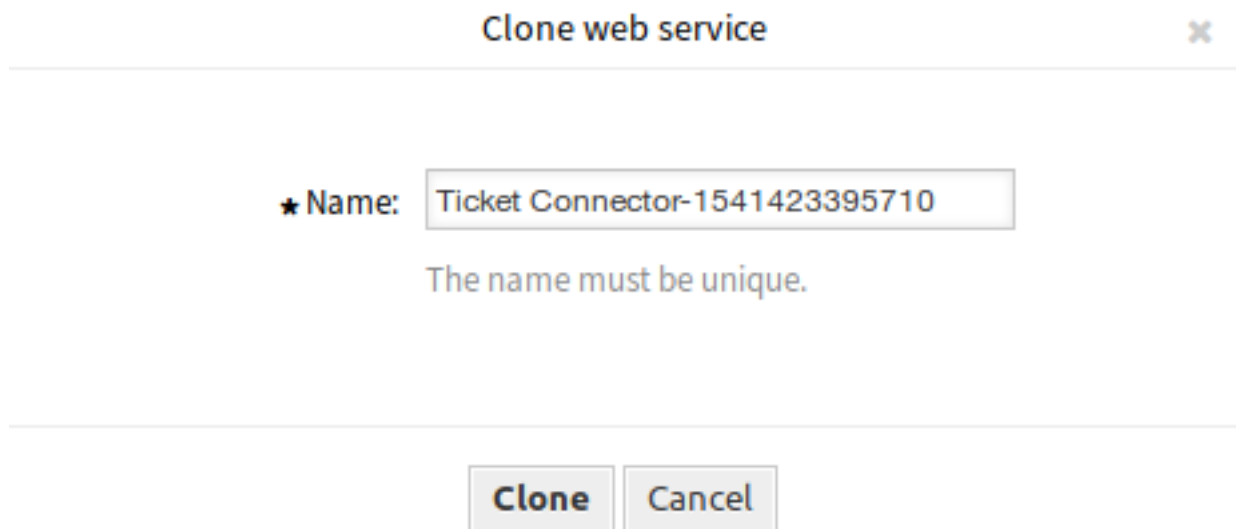 Clone web service
★ Name: Ticket Connector-1541423395710
The name must be unique.
Clone Cancel